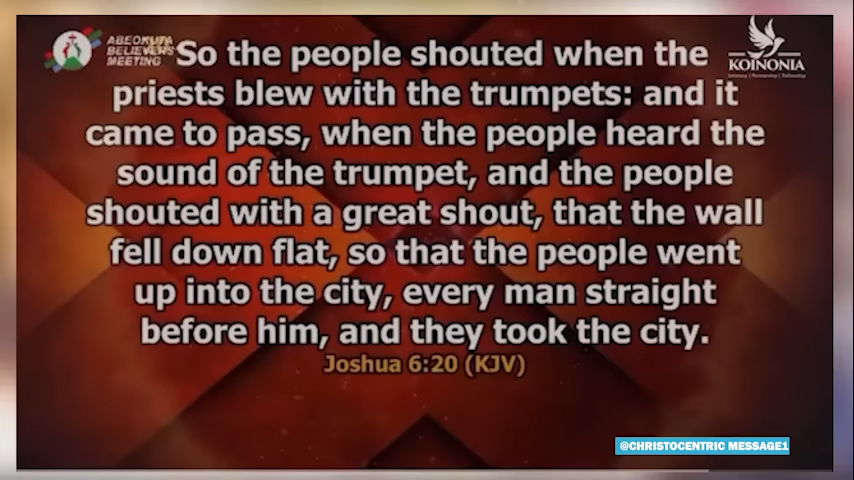 ABEOKUTA
BELIEVERS'
MEETING
KOINONIA
Intimacy | Partnership | Fellowship
So the people shouted when the
priests blew with the trumpets: and it
came to pass, when the people heard the
sound of the trumpet, and the people
shouted with a great shout, that the wall
fell down flat, so that the people went
up into the city, every man straight
before him, and they took the city.
Joshua 6:20 (KJV)
@CHRISTOCENTRIC MESSAGE1